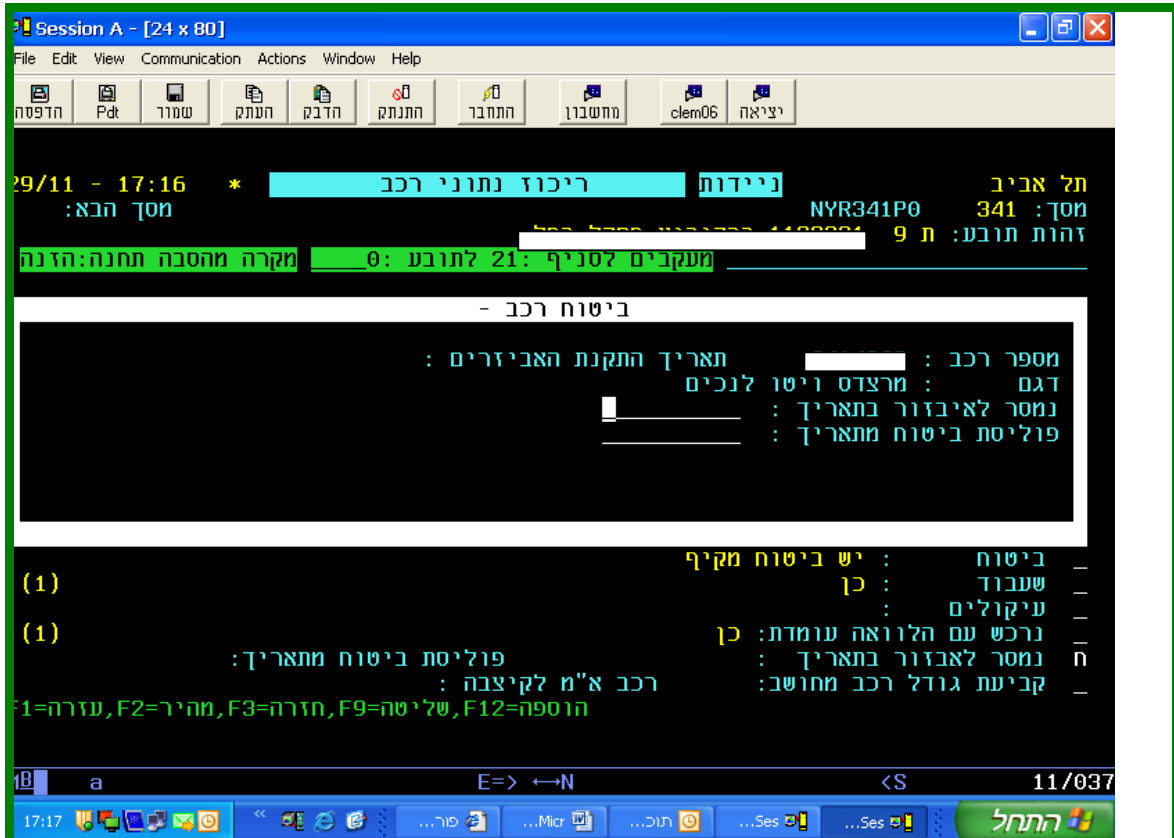 Session A - [24 x 80]
File Edit View Communication Actions Window Help
הדפסה Pdt שמור העתק הדבק התנתק התחבר מחשבון clem06 יציאה
תל אביב ניידות ריכוז נתוני רכב * 29/11 - 17:16
מסך: 341 NYR341P0 מסך הבא:
זהות תובע: ת 9
מעקבים לסניף :21 לתובע :0 מקרה מהסבה תחנה:הזנה
ביטוח רכב -
מספר רכב : תאריך התקנת האביזרים :
דגם : מרצדס ויטו לנכים
נמסר לאיבזור בתאריך :
פוליסת ביטוח מתאריך :
_ ביטוח : יש ביטוח מקיף
_ שעבוד : כן (1)
_ עיקולים :
_ נרכש עם הלוואה עומדת: כן (1)
ח נמסר לאבזור בתאריך : פוליסת ביטוח מתאריך:
_ קביעת גודל רכב מחושב: רכב א"מ לקיצבה :
F1=עזרה,F2=מהיר,F3=חזרה,F9=שליטה,F12=הוספה
B a E=> ←→N <S 11/037
התחל Ses... Ses... תוכ... Micr... פור... 17:17